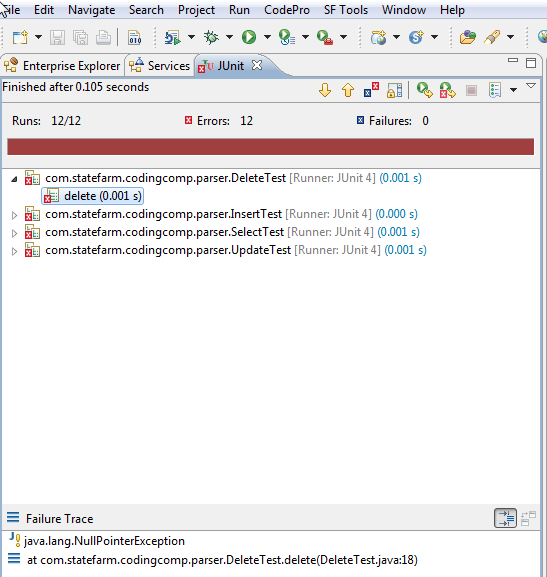 File Edit Navigate Search Project Run CodePro SF Tools Window Help
Enterprise Explorer Services JUnit
Finished after 0.105 seconds
Runs: 12/12 Errors: 12 Failures: 0
com.statefarm.codingcomp.parser.DeleteTest [Runner: JUnit 4] (0.001 s)
delete (0.001 s)
com.statefarm.codingcomp.parser.InsertTest [Runner: JUnit 4] (0.000 s)
com.statefarm.codingcomp.parser.SelectTest [Runner: JUnit 4] (0.001 s)
com.statefarm.codingcomp.parser.UpdateTest [Runner: JUnit 4] (0.001 s)
Failure Trace
java.lang.NullPointerException
at com.statefarm.codingcomp.parser.DeleteTest.delete(DeleteTest.java:18)